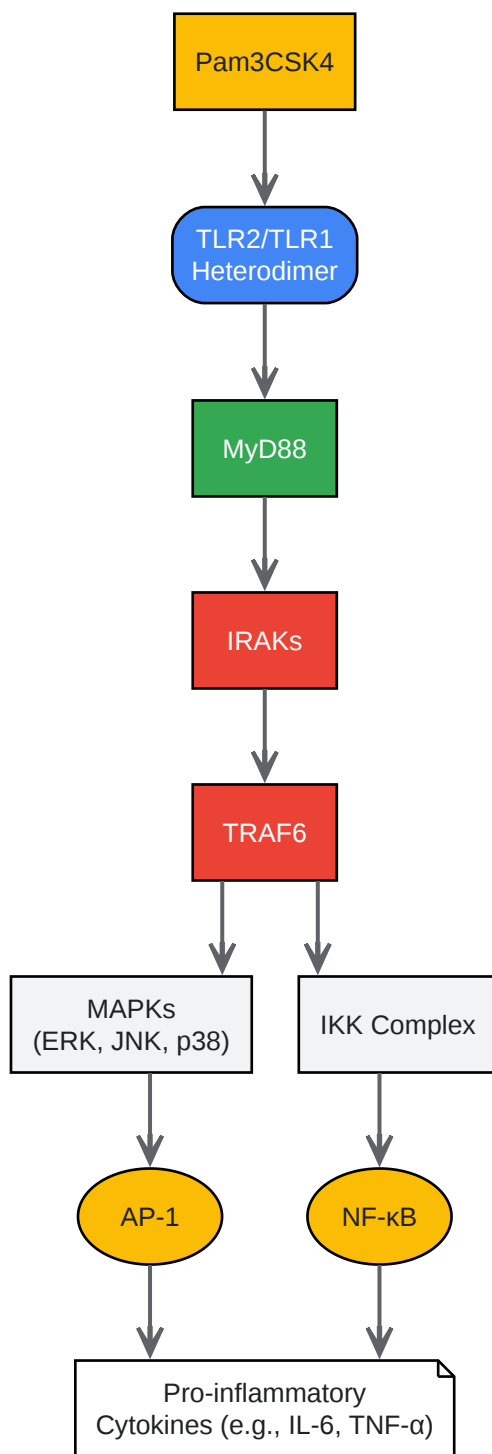 Pam3CSK4
TLR2/TLR1
Heterodimer
MyD88
IRAKs
TRAF6
MAPKs
(ERK, JNK, p38)
IKK Complex
AP-1
NF-κB
Pro-inflammatory
Cytokines (e.g., IL-6, TNF-α)